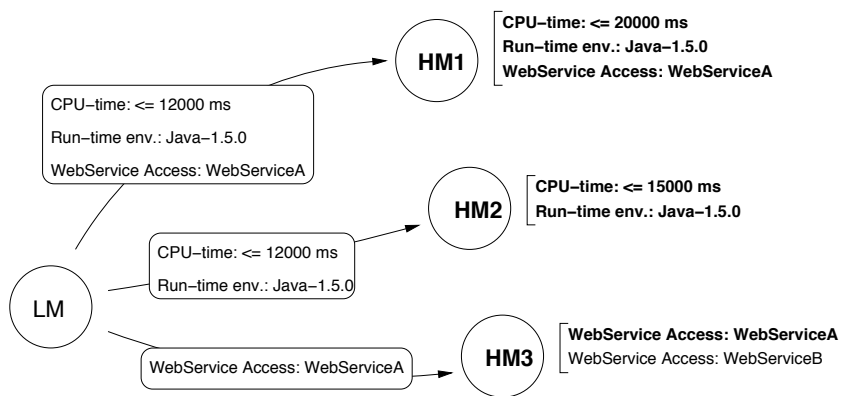 HM1
CPU−time: <= 20000 ms
Run−time env.: Java−1.5.0
WebService Access: WebServiceA
CPU−time: <= 12000 ms
Run−time env.: Java−1.5.0
WebService Access: WebServiceA
HM2
CPU−time: <= 15000 ms
Run−time env.: Java−1.5.0
CPU−time: <= 12000 ms
Run−time env.: Java−1.5.0
LM
WebService Access: WebServiceA
HM3
WebService Access: WebServiceA
WebService Access: WebServiceB